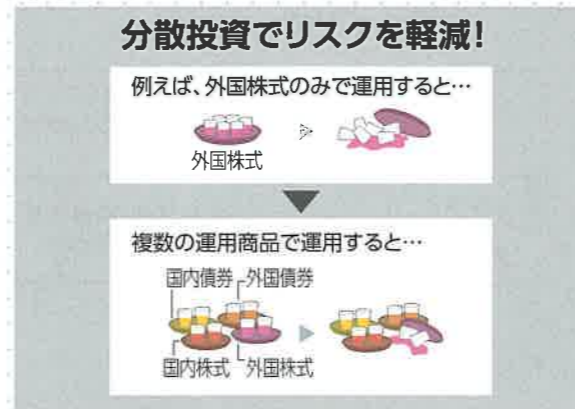 分散投資でリスクを軽減!
例えば、外国株式のみで運用すると…
外国株式
複数の運用商品で運用すると…
国内債券 外国債券
国内株式 外国株式